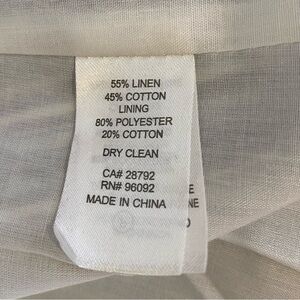 55% LINEN
45% COTTON
LINING
80% POLYESTER
20% COTTON
DRY CLEAN
CA# 28792
RN# 96092
MADE IN CHINA